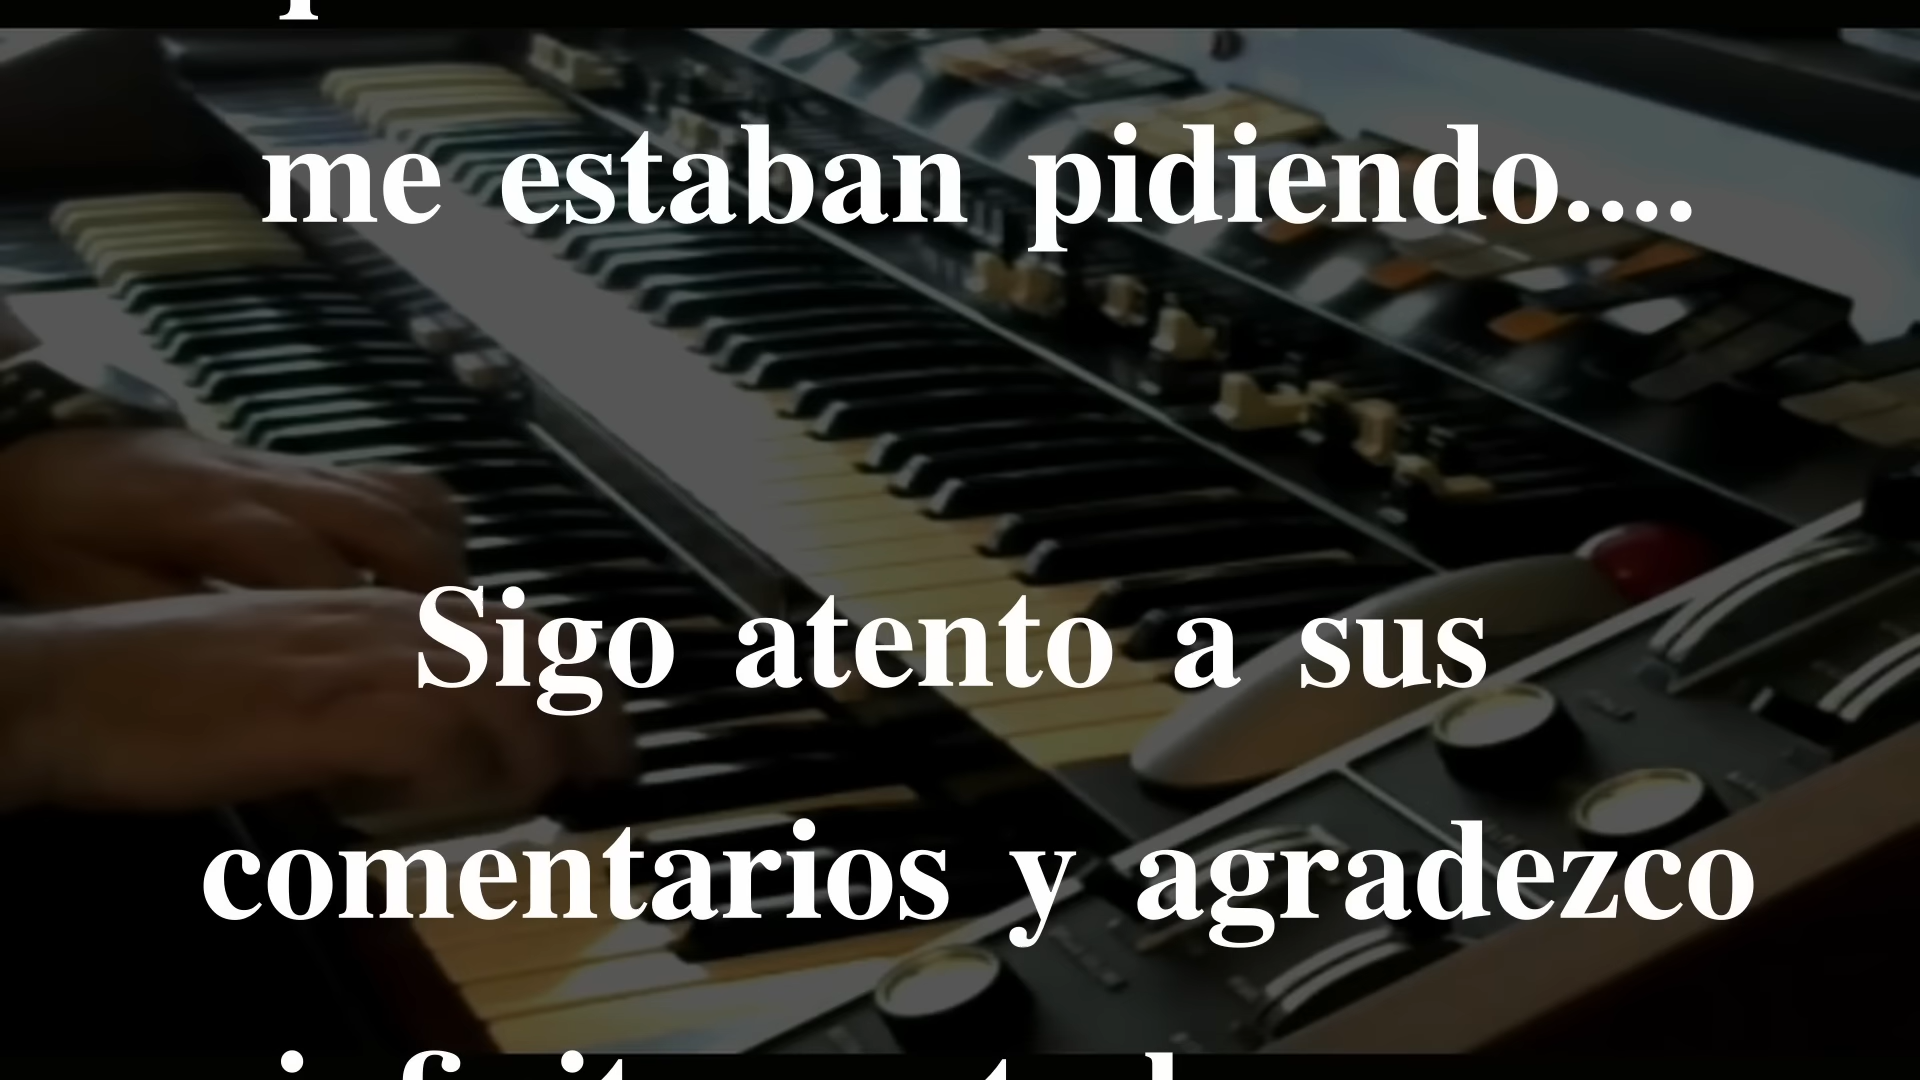 me estaban pidiendo....
Sigo atento a sus
comentarios y agradezco